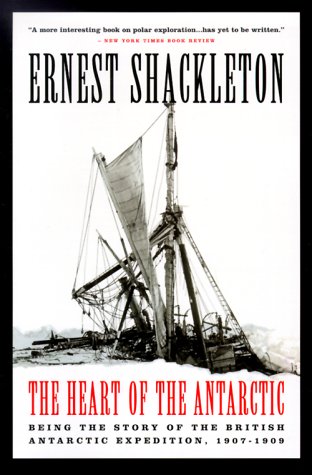 "A more interesting book on polar exploration...has yet to be written."
– NEW YORK TIMES BOOK REVIEW
ERNEST SHACKLETON
THE HEART OF THE ANTARCTIC
BEING THE STORY OF THE BRITISH
ANTARCTIC EXPEDITION, 1907-1909